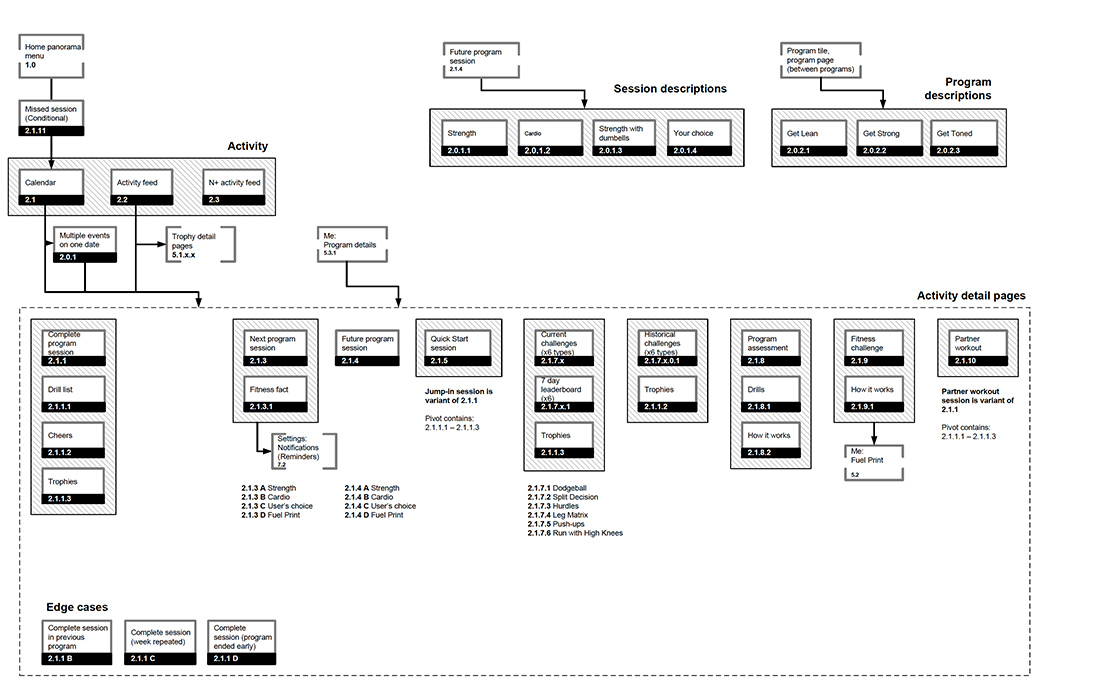 Home panorama
menu
1.0
Missed session
(Conditional)
2.1.11
Activity
Calendar
2.1
Activity feed
2.2
N+ activity feed
2.3
Multiple events
on one date
2.0.1
Trophy detail
pages
5.1.x.x
Me:
Program details
5.3.1
Future program
session
2.1.4
Session descriptions
Strength
2.0.1.1
Cardio
2.0.1.2
Strength with
dumbells
2.0.1.3
Your choice
2.0.1.4
Program tile,
program page
(between programs)
Program
descriptions
Get Lean
2.0.2.1
Get Strong
2.0.2.2
Get Toned
2.0.2.3
Activity detail pages
Complete
program
session
2.1.1
Drill list
2.1.1.1
Cheers
2.1.1.2
Trophies
2.1.1.3
Next program
session
2.1.3
Fitness fact
2.1.3.1
Settings:
Notifications
(Reminders)
7.2
2.1.3 A Strength
2.1.3 B Cardio
2.1.3 C User's choice
2.1.3 D Fuel Print
Future program
session
2.1.4
2.1.4 A Strength
2.1.4 B Cardio
2.1.4 C User's choice
2.1.4 D Fuel Print
Quick Start
session
2.1.5
Jump-in session is
variant of 2.1.1
Pivot contains:
2.1.1.1 – 2.1.1.3
Current
challenges
(x6 types)
2.1.7.x
7 day
leaderboard
(x6)
2.1.7.x.1
Trophies
2.1.1.3
2.1.7.1 Dodgeball
2.1.7.2 Split Decision
2.1.7.3 Hurdles
2.1.7.4 Leg Matrix
2.1.7.5 Push-ups
2.1.7.6 Run with High Knees
Historical
challenges
(x6 types)
2.1.7.x.0.1
Trophies
2.1.1.2
Program
assessment
2.1.8
Drills
2.1.8.1
How it works
2.1.8.2
Fitness
challenge
2.1.9
How it works
2.1.9.1
Me:
Fuel Print
5.2
Partner
workout
2.1.10
Partner workout
session is variant of
2.1.1
Pivot contains:
2.1.1.1 – 2.1.1.3
Edge cases
Complete session
in previous
program
2.1.1 B
Complete session
(week repeated)
2.1.1 C
Complete
session (program
ended early)
2.1.1 D